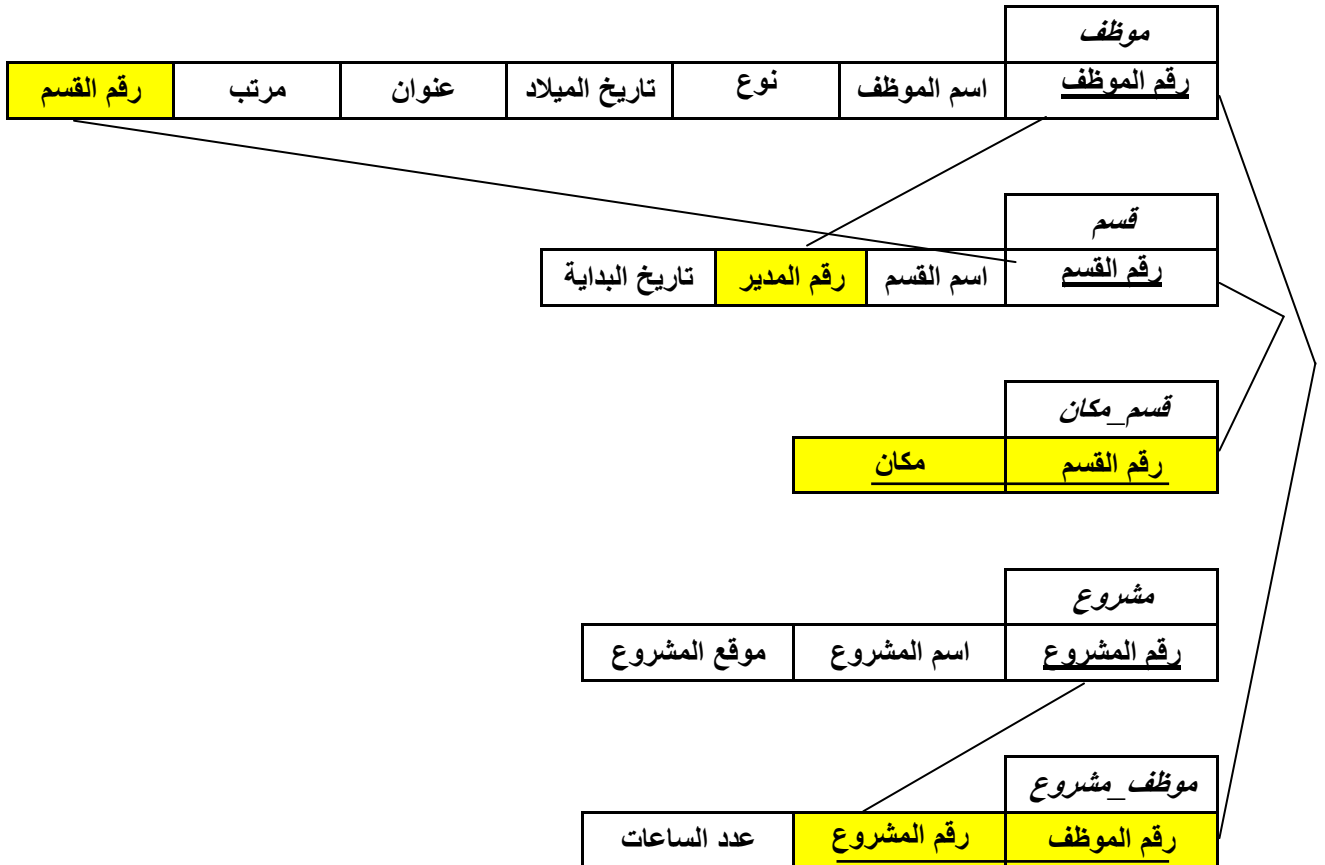 موظف
رقم الموظف اسم الموظف نوع تاريخ الميلاد عنوان مرتب رقم القسم
قسم
رقم القسم اسم القسم رقم المدير تاريخ البداية
قسم_مكان
رقم القسم مكان
مشروع
رقم المشروع اسم المشروع موقع المشروع
موظف_مشروع
رقم الموظف رقم المشروع عدد الساعات